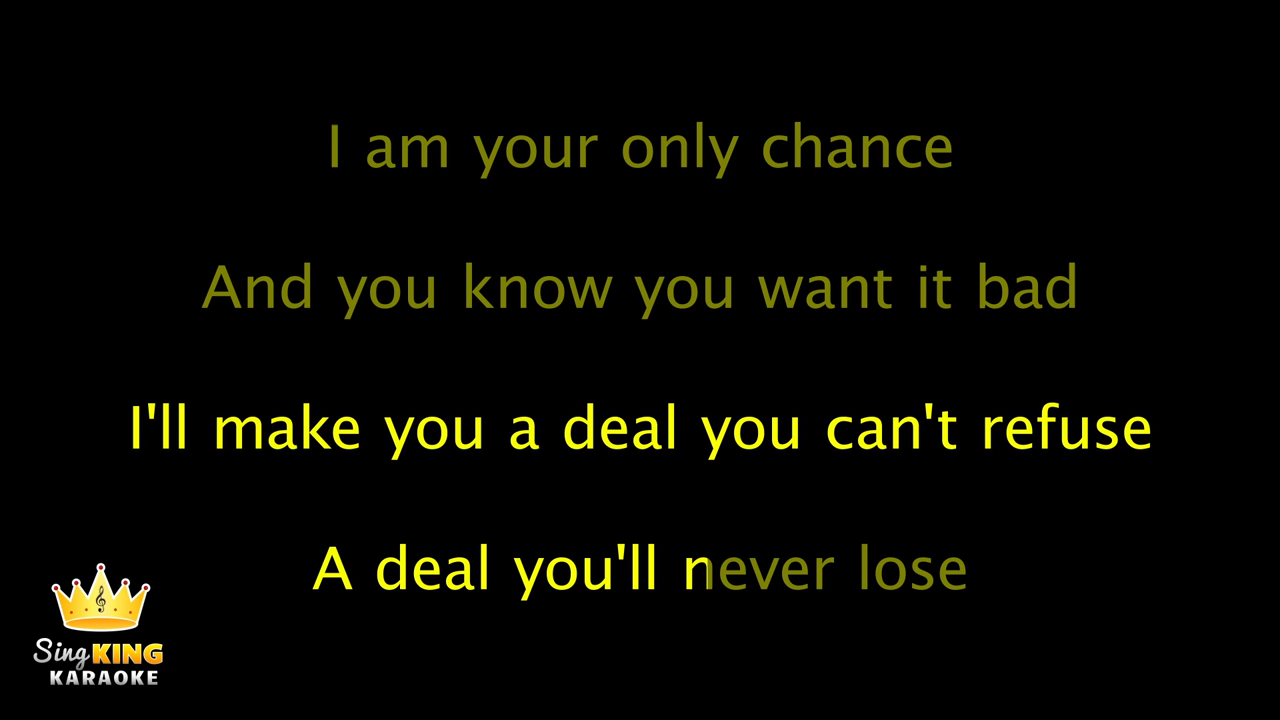 I am your only chance
And you know you want it bad
I'll make you a deal you can't refuse
A deal you'll never lose
Sing KING
KARAOKE